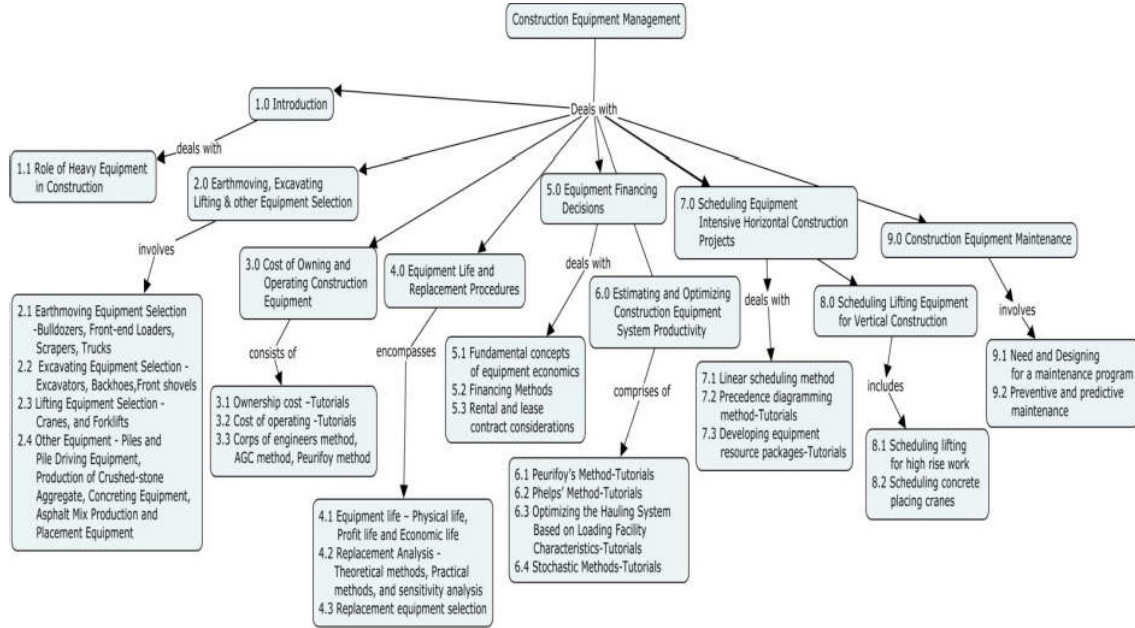 Construction Equipment Management
Deals with
1.0 Introduction
deals with
1.1 Role of Heavy Equipment
in Construction
2.0 Earthmoving, Excavating
Lifting & other Equipment Selection
involves
2.1 Earthmoving Equipment Selection
-Bulldozers, Front-end Loaders,
Scrapers, Trucks
2.2 Excavating Equipment Selection -
Excavators, Backhoes,Front shovels
2.3 Lifting Equipment Selection -
Cranes, and Forklifts
2.4 Other Equipment - Piles and
Pile Driving Equipment,
Production of Crushed-stone
Aggregate, Concreting Equipment,
Asphalt Mix Production and
Placement Equipment
3.0 Cost of Owning and
Operating Construction
Equipment
consists of
3.1 Ownership cost –Tutorials
3.2 Cost of operating -Tutorials
3.3 Corps of engineers method,
AGC method, Peurifoy method
4.0 Equipment Life and
Replacement Procedures
encompasses
4.1 Equipment life – Physical life,
Profit life and Economic life
4.2 Replacement Analysis -
Theoretical methods, Practical
methods, and sensitivity analysis
4.3 Replacement equipment selection
5.0 Equipment Financing
Decisions
deals with
5.1 Fundamental concepts
of equipment economics
5.2 Financing Methods
5.3 Rental and lease
contract considerations
6.0 Estimating and Optimizing
Construction Equipment
System Productivity
comprises of
6.1 Peurifoy's Method-Tutorials
6.2 Phelps' Method-Tutorials
6.3 Optimizing the Hauling System
Based on Loading Facility
Characteristics-Tutorials
6.4 Stochastic Methods-Tutorials
7.0 Scheduling Equipment
Intensive Horizontal Construction
Projects
deals with
7.1 Linear scheduling method
7.2 Precedence diagramming
method-Tutorials
7.3 Developing equipment
resource packages-Tutorials
8.0 Scheduling Lifting Equipment
for Vertical Construction
includes
8.1 Scheduling lifting
for high rise work
8.2 Scheduling concrete
placing cranes
9.0 Construction Equipment Maintenance
involves
9.1 Need and Designing
for a maintenance program
9.2 Preventive and predictive
maintenance